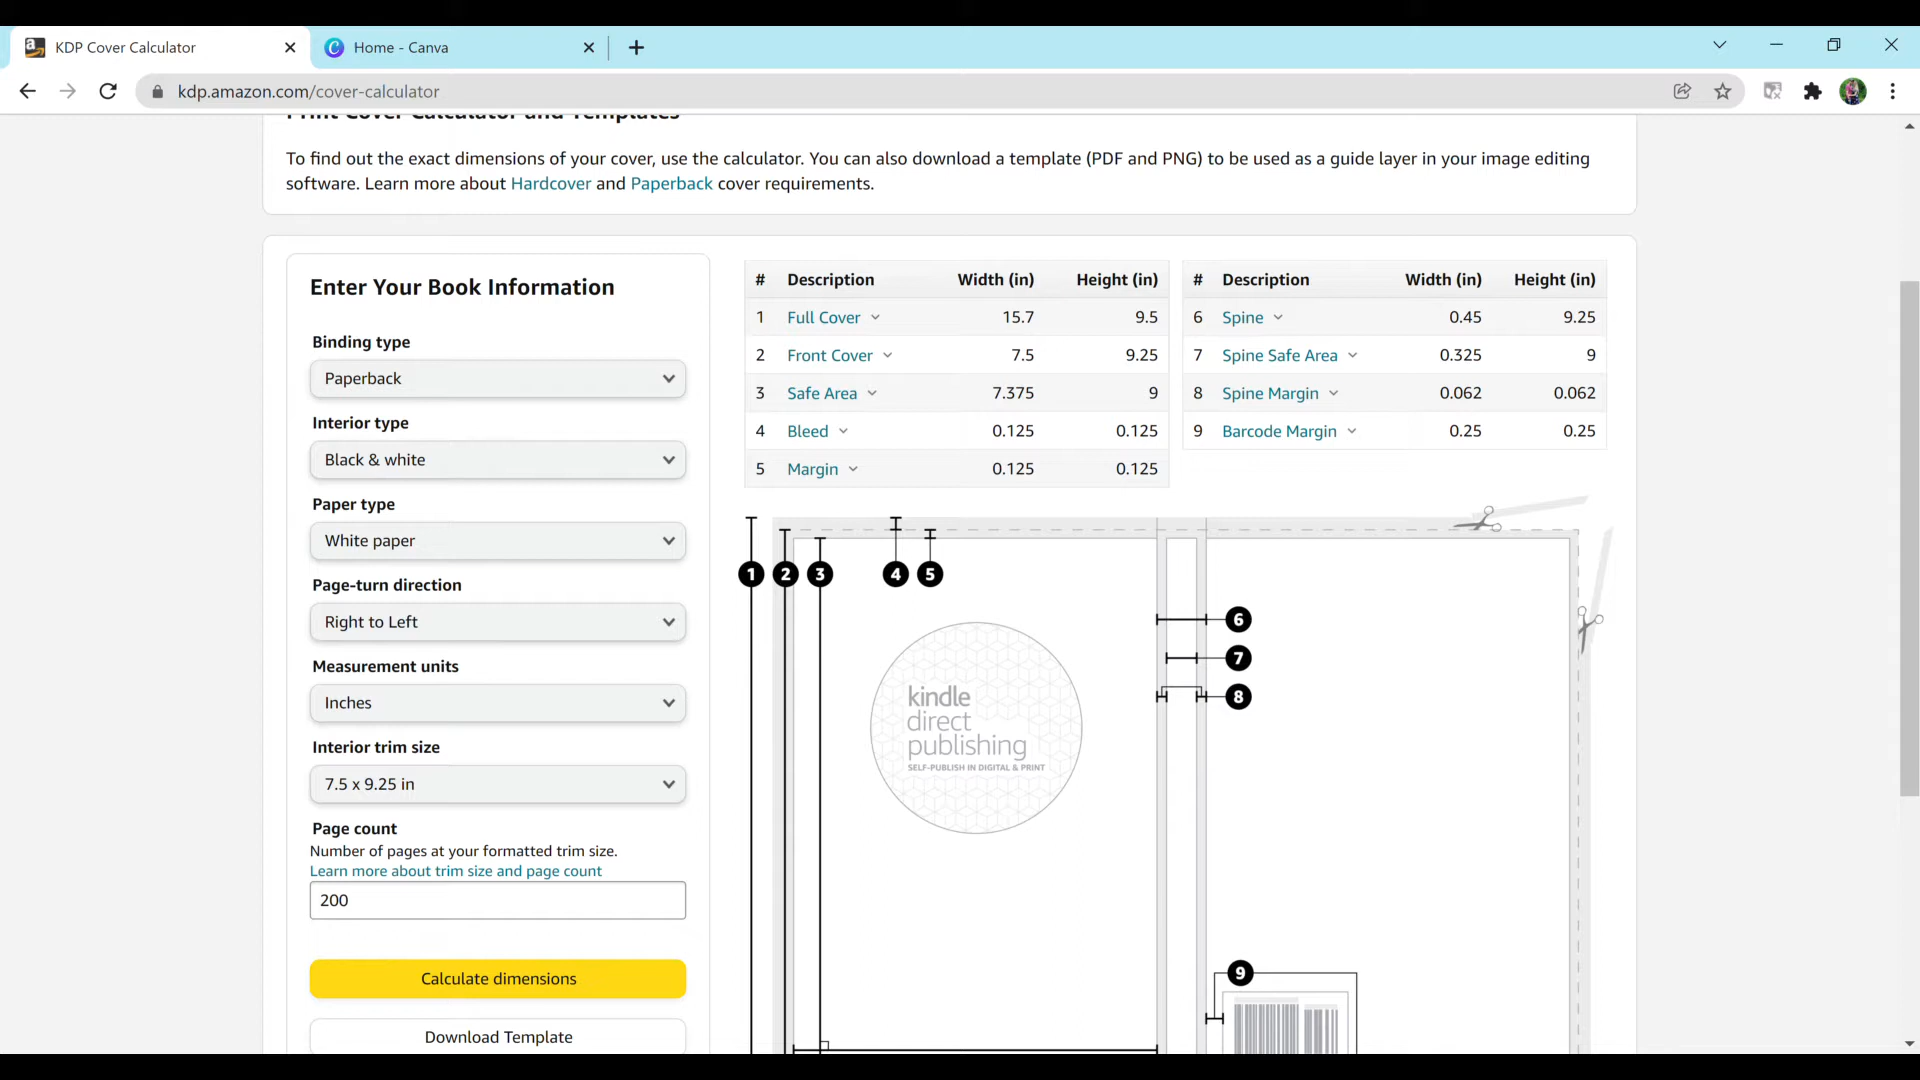 KDP Cover Calculator
Home - Canva
kdp.amazon.com/cover-calculator
Print Cover Calculator and Templates
To find out the exact dimensions of your cover, use the calculator. You can also download a template (PDF and PNG) to be used as a guide layer in your image editing
software. Learn more about Hardcover and Paperback cover requirements.
Enter Your Book Information
Binding type
Paperback
Interior type
Black & white
Paper type
White paper
Page-turn direction
Right to Left
Measurement units
Inches
Interior trim size
7.5 x 9.25 in
Page count
Number of pages at your formatted trim size.
Learn more about trim size and page count
200
Calculate dimensions
Download Template
# Description Width (in) Height (in)
1 Full Cover 15.7 9.5
2 Front Cover 7.5 9.25
3 Safe Area 7.375 9
4 Bleed 0.125 0.125
5 Margin 0.125 0.125
# Description Width (in) Height (in)
6 Spine 0.45 9.25
7 Spine Safe Area 0.325 9
8 Spine Margin 0.062 0.062
9 Barcode Margin 0.25 0.25
1 2 3 4 5
6
7
8
kindle
direct
publishing
SELF-PUBLISH IN DIGITAL & PRINT
9